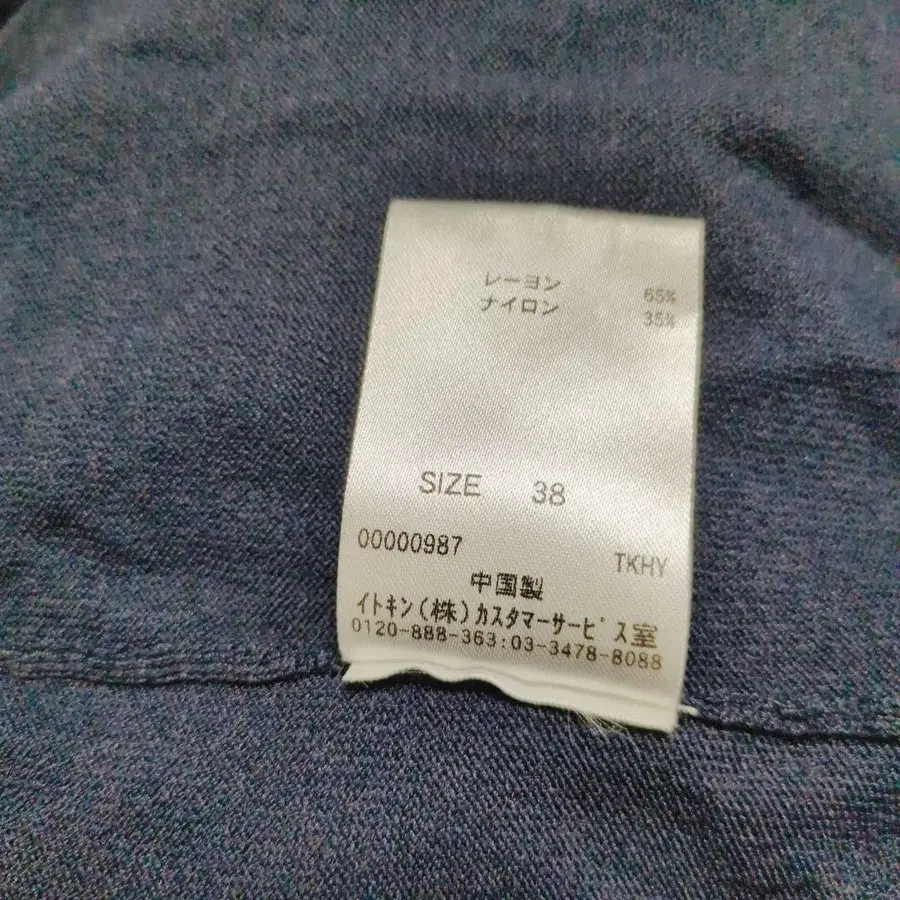 レーヨン 65%
ナイロン 35%
SIZE 38
00000987 TKHY
中国製
イトキン(株)カスタマーサービス室
0120-888-363:03-3478-8088